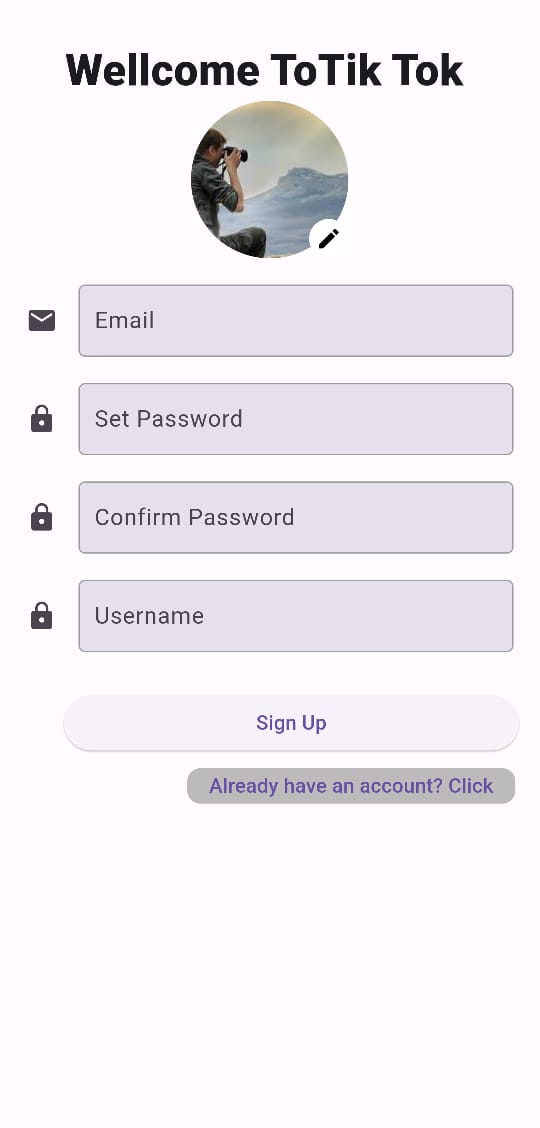 Wellcome ToTik Tok
Email
Set Password
Confirm Password
Username
Sign Up
Already have an account? Click